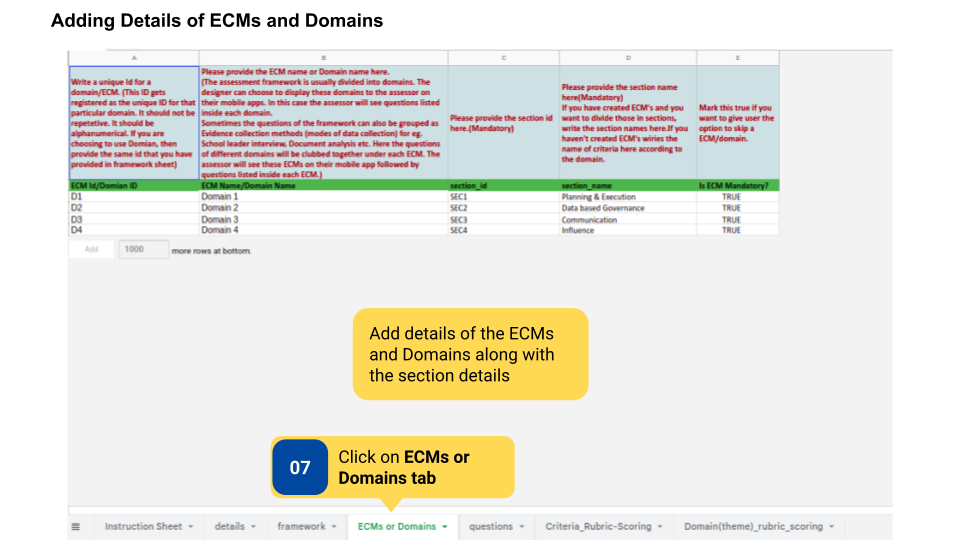 Adding Details of ECMs and Domains
A B C D E
Write a unique Id for a
domain/ECM. (This ID gets
registered as the unique ID for that
particular domain. It should not be
repetetive. It should be
alphanumerical. If you are
choosing to use Domian, then
provide the same id that you have
provided in framework sheet)
Please provide the ECM name or Domain name here.
(The assessment framework is usually divided into domains. The
designer can choose to display these domains to the assessor on
their mobile apps. In this case the assessor will see questions listed
inside each domain.
Sometimes the questions of the framework can also be grouped as
Evidence collection methods (modes of data collection) for eg.
School leader interview, Document analysis etc. Here the questions
of different domains will be clubbed together under each ECM. The
assessor will see these ECMs on their mobile app followed by
questions listed inside each ECM.)
Please provide the section id
here.(Mandatory)
Please provide the section name
here(Mandatory)
If you have created ECM's and you
want to divide those in sections,
write the section names here.If you
haven't created ECM's wiries the
name of criteria here according to
the domain.
Mark this true if you
want to give user the
option to skip a
ECM/domain.
ECM Id/Domian ID ECM Name/Domain Name section_id section_name Is ECM Mandatory?
D1 Domain 1 SEC1 Planning & Execution TRUE
D2 Domain 2 SEC2 Data based Governance TRUE
D3 Domain 3 SEC3 Communication TRUE
D4 Domain 4 SEC4 Influence TRUE
Add 1000 more rows at bottom.
Add details of the ECMs
and Domains along with
the section details
07 Click on ECMs or
Domains tab
Instruction Sheet details framework ECMs or Domains questions Criteria_Rubric-Scoring Domain(theme)_rubric_scoring